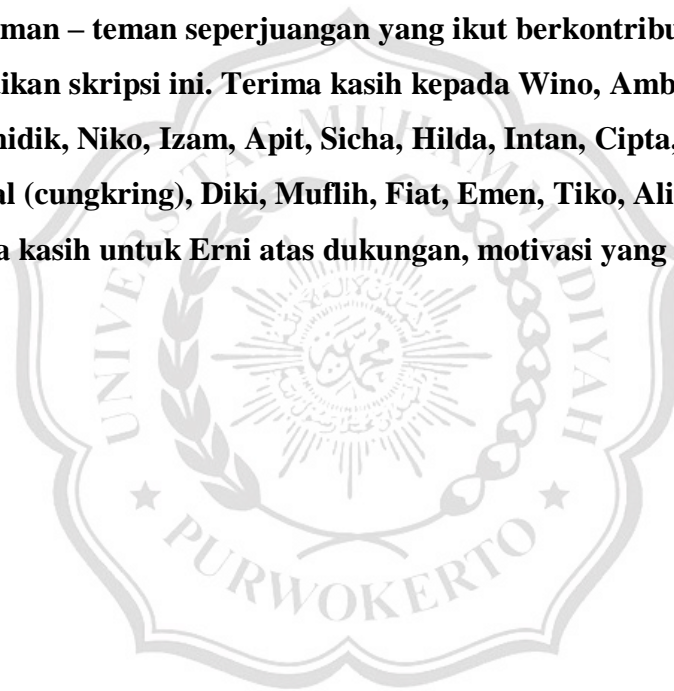 man – teman seperjuangan yang ikut berkontribu
ikan skripsi ini. Terima kasih kepada Wino, Amb
idik, Niko, Izam, Apit, Sicha, Hilda, Intan, Cipta,
al (cungkring), Diki, Muflih, Fiat, Emen, Tiko, Ali
a kasih untuk Erni atas dukungan, motivasi yang
UNIVERSITAS MUHAMMADIYAH
PURWOKERTO